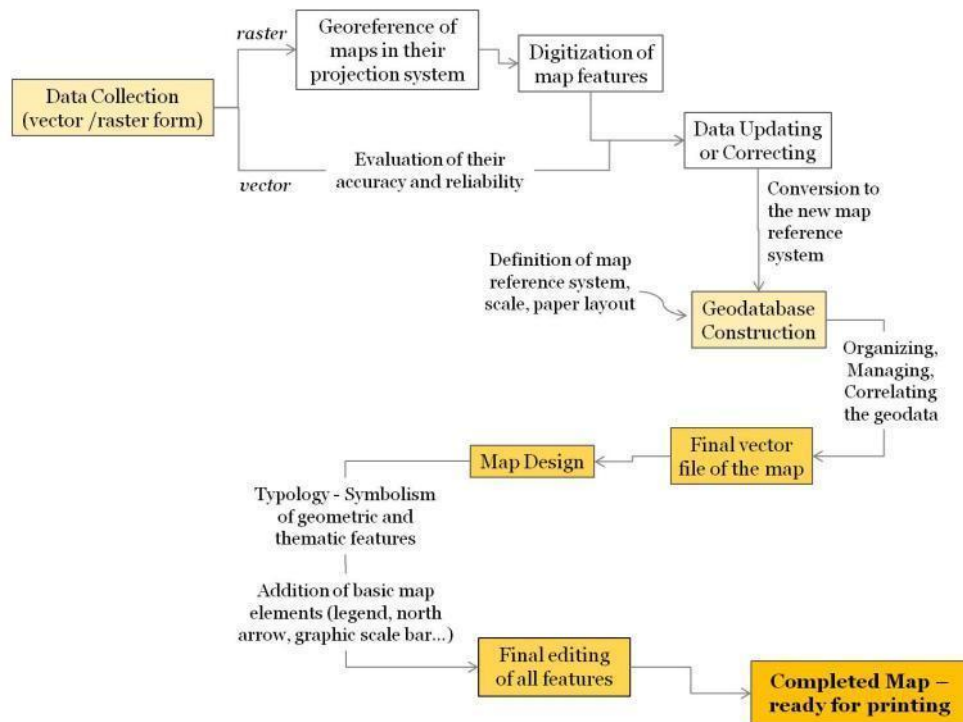 raster
Georeference of
maps in their
projection system
Digitization of
map features
Data Collection
(vector /raster form)
Data Updating
or Correcting
vector
Evaluation of their
accuracy and reliability
Conversion to
the new map
reference
system
Definition of map
reference system,
scale, paper layout
Geodatabase
Construction
Organizing,
Managing,
Correlating
the geodata
Final vector
file of the map
Map Design
Typology - Symbolism
of geometric and
thematic features
Addition of basic map
elements (legend, north
arrow, graphic scale bar...)
Final editing
of all features
Completed Map –
ready for printing